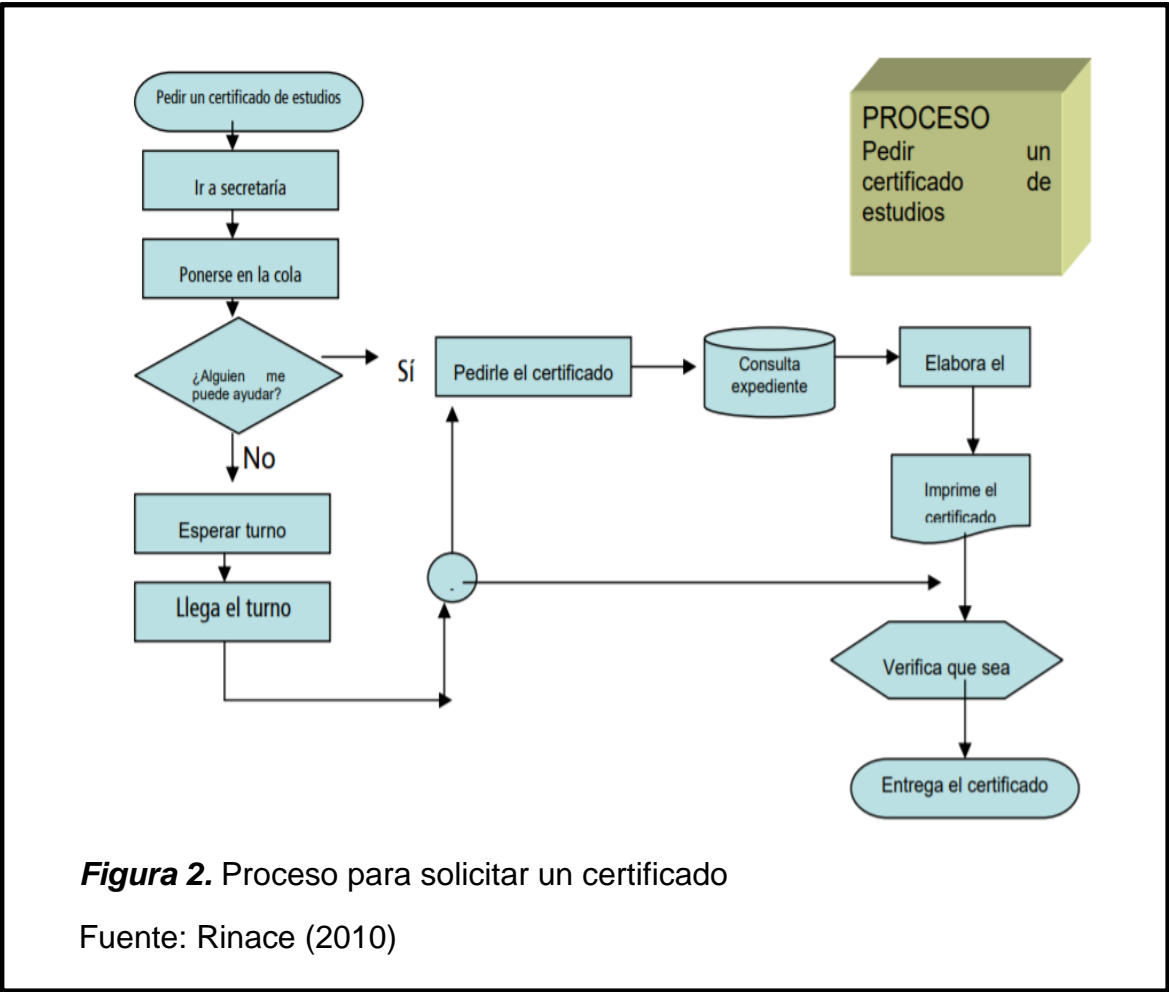 Pedir un certificado de estudios
PROCESO
Pedir un
certificado de
estudios
Ir a secretaría
Ponerse en la cola
¿Alguien me
puede ayudar?
Sí
Pedirle el certificado
Consulta
expediente
Elabora el
No
Imprime el
certificado
Esperar turno
Llega el turno
.
Verifica que sea
Entrega el certificado
Figura 2. Proceso para solicitar un certificado
Fuente: Rinace (2010)